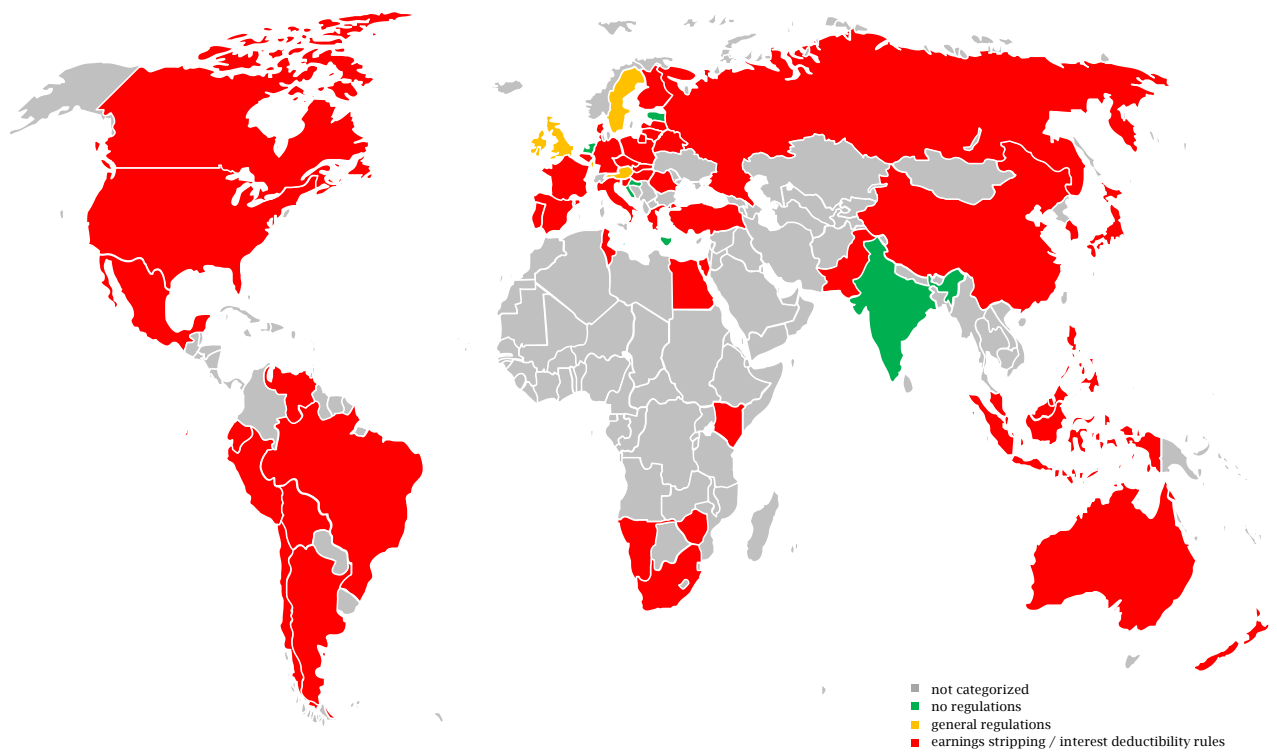 not categorized
no regulations
general regulations
earnings stripping / interest deductibility rules